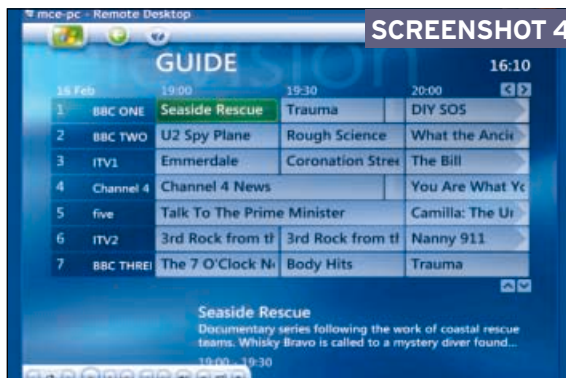 mce-pc - Remote Desktop
SCREENSHOT 4
GUIDE 16:10
16 Feb 19:00 19:30 20:00
1 BBC ONE Seaside Rescue Trauma DIY SOS
2 BBC TWO U2 Spy Plane Rough Science What the Ancie
3 ITV1 Emmerdale Coronation Stree The Bill
4 Channel 4 Channel 4 News You Are What Yo
5 five Talk To The Prime Minister Camilla: The Ur
6 ITV2 3rd Rock from th 3rd Rock from th Nanny 911
7 BBC THREE The 7 O'Clock Ne Body Hits Trauma
Seaside Rescue
Documentary series following the work of coastal rescue
teams. Whisky Bravo is called to a mystery diver found...
19:00 - 19:30